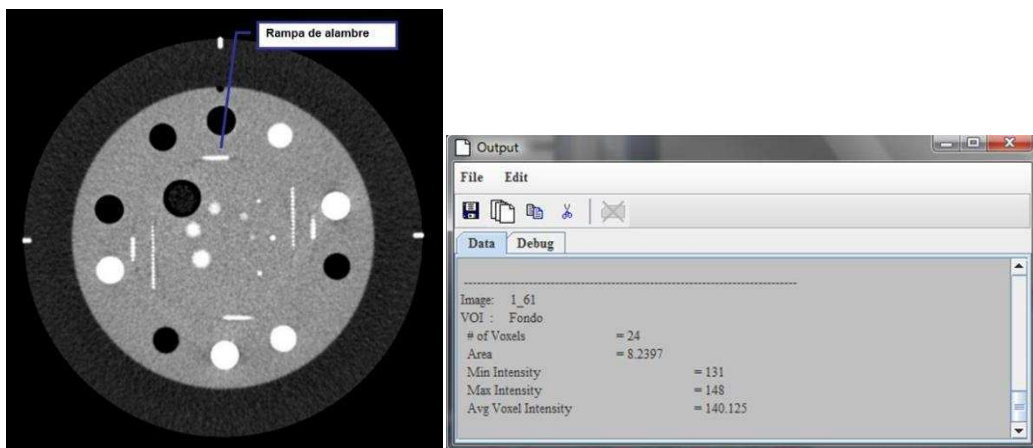 Rampa de alambre
Output
File Edit
Data Debug
--------------------------------------------------------------------------------
Image: 1_61
VOI : Fondo
# of Voxels = 24
Area = 8.2397
Min Intensity = 131
Max Intensity = 148
Avg Voxel Intensity = 140.125